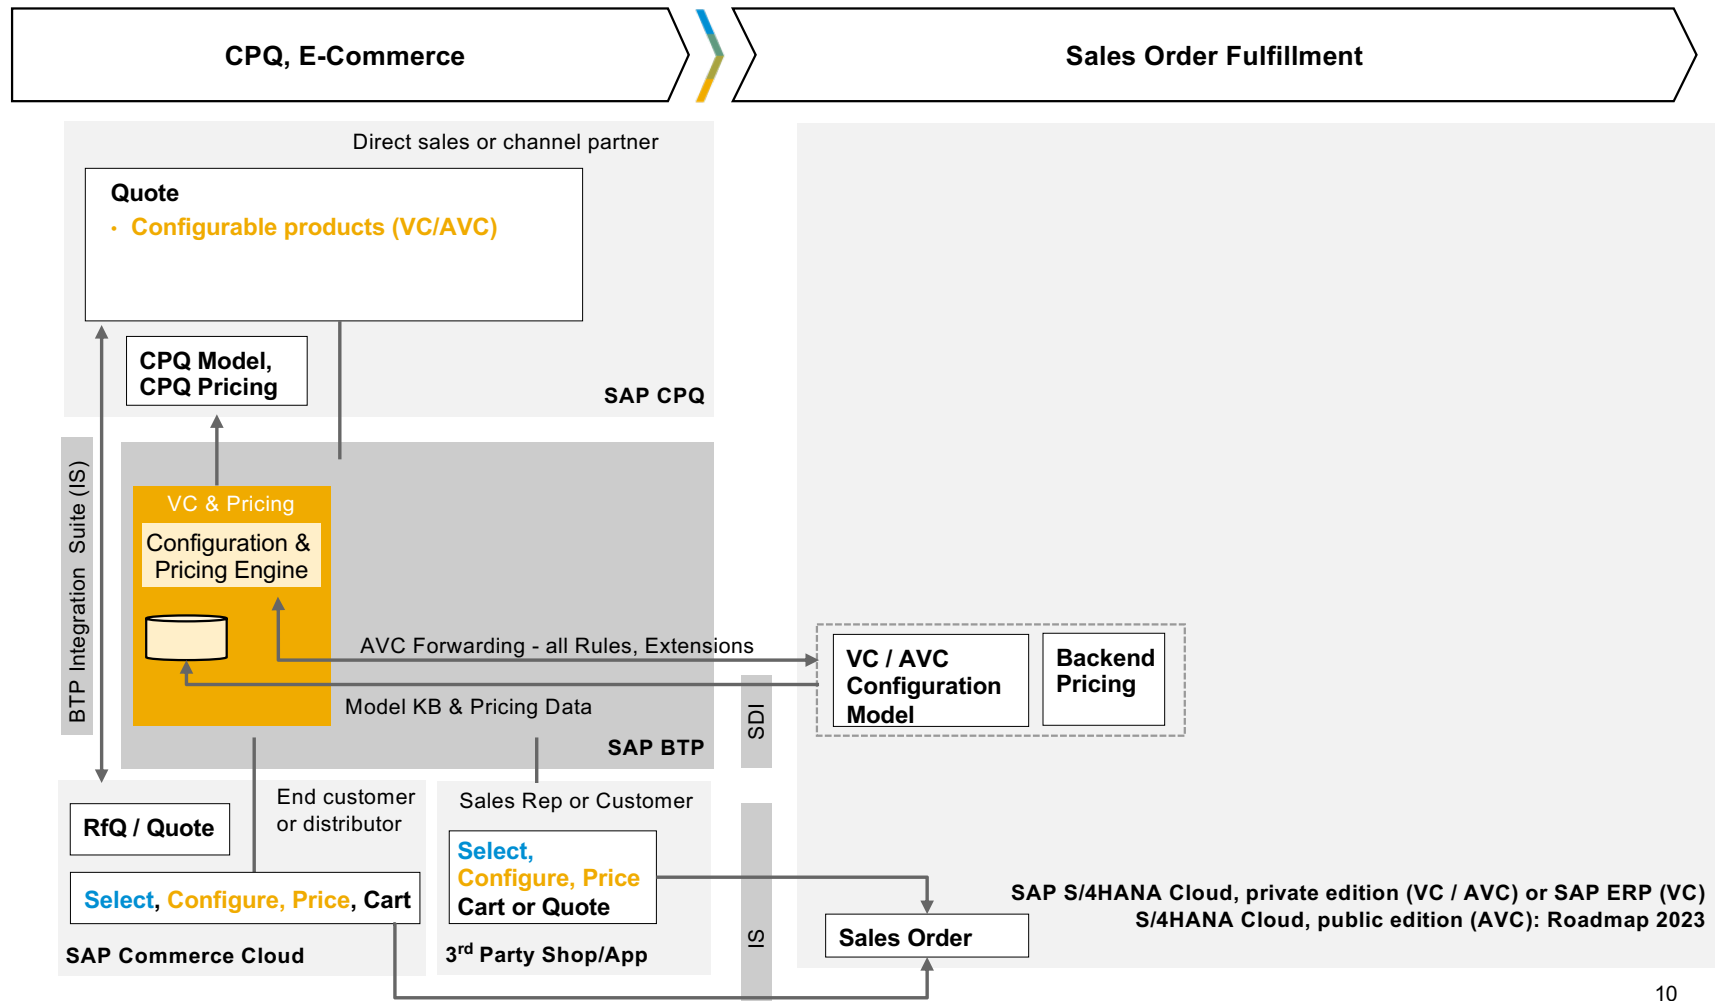 CPQ, E-Commerce
Sales Order Fulfillment
Direct sales or channel partner
Quote
• Configurable products (VC/AVC)
CPQ Model,
CPQ Pricing
SAP CPQ
BTP Integration Suite (IS)
VC & Pricing
Configuration &
Pricing Engine
AVC Forwarding - all Rules, Extensions
Model KB & Pricing Data
SAP BTP
SDI
VC / AVC
Configuration
Model
Backend
Pricing
End customer
or distributor
RfQ / Quote
Select, Configure, Price, Cart
SAP Commerce Cloud
Sales Rep or Customer
Select,
Configure, Price
Cart or Quote
3rd Party Shop/App
IS
SAP S/4HANA Cloud, private edition (VC / AVC) or SAP ERP (VC)
S/4HANA Cloud, public edition (AVC): Roadmap 2023
Sales Order
10